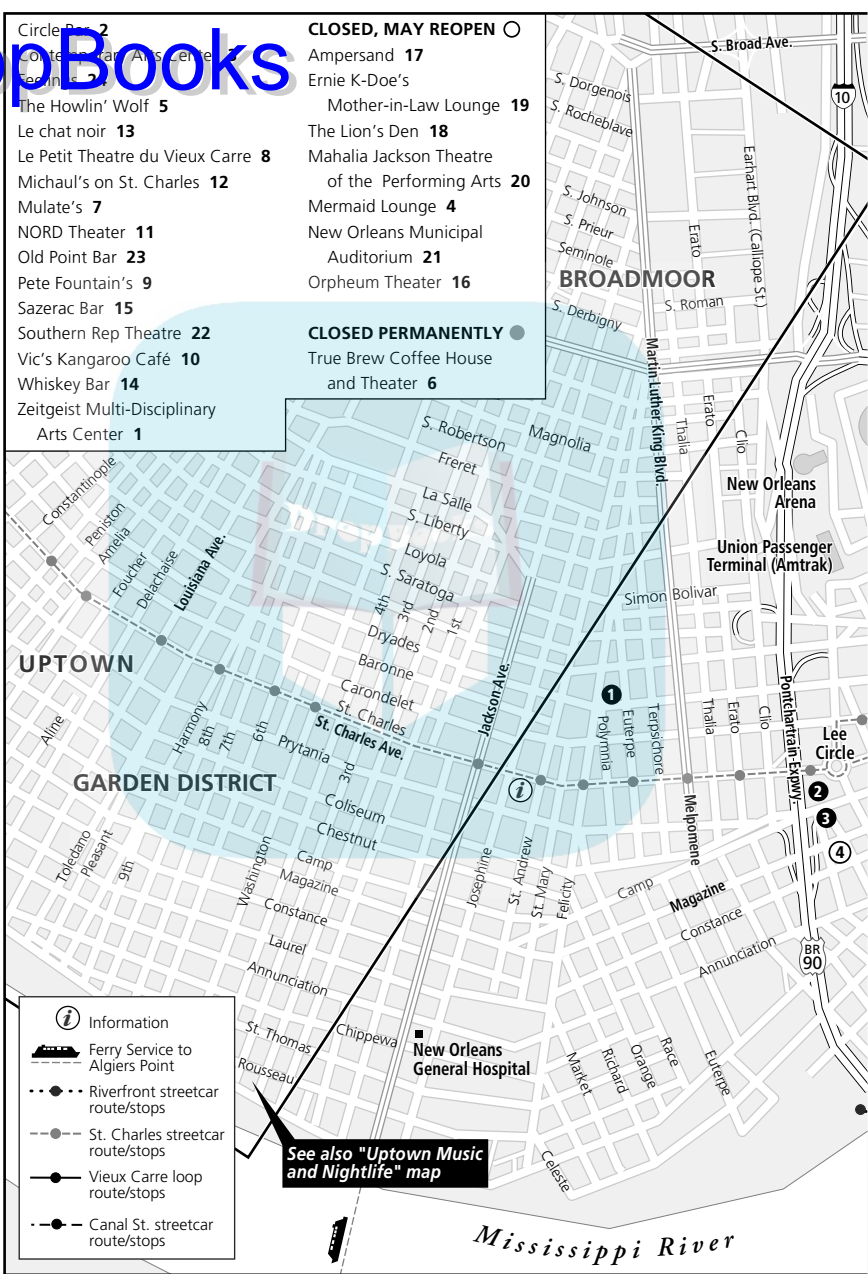 pBooks
Circle Bar 2
Contemporary Arts Center 3
Feelings 24
The Howlin' Wolf 5
Le chat noir 13
Le Petit Theatre du Vieux Carre 8
Michaul's on St. Charles 12
Mulate's 7
NORD Theater 11
Old Point Bar 23
Pete Fountain's 9
Sazerac Bar 15
Southern Rep Theatre 22
Vic's Kangaroo Café 10
Whiskey Bar 14
Zeitgeist Multi-Disciplinary
Arts Center 1
CLOSED, MAY REOPEN
Ampersand 17
Ernie K-Doe's
Mother-in-Law Lounge 19
The Lion's Den 18
Mahalia Jackson Theatre
of the Performing Arts 20
Mermaid Lounge 4
New Orleans Municipal
Auditorium 21
Orpheum Theater 16
CLOSED PERMANENTLY
True Brew Coffee House
and Theater 6
S. Broad Ave.
10
S. Dorgenois
S. Rocheblave
Earhart Blvd. (Calliope St.)
S. Johnson
S. Prieur
Seminole
Erato
BROADMOOR
S. Roman
S. Derbigny
Martin Luther King Blvd.
S. Robertson
Magnolia
Thalia
Erato
Clio
Freret
La Salle
S. Liberty
Loyola
S. Saratoga
New Orleans
Arena
Union Passenger
Terminal (Amtrak)
Simon Bolivar
Constantinople
Peniston
Amelia
Foucher
Delachaise
Louisiana Ave.
4th
3rd
2nd
1st
Dryades
Baronne
Carondelet
St. Charles
St. Charles Ave.
Jackson Ave.
UPTOWN
Aline
Harmony
8th
7th
6th
Prytania
3rd
GARDEN DISTRICT
Coliseum
Chestnut
1
Polymnia
Euterpe
Terpsichore
Thalia
Erato
Clio
Pontchartrain Expwy.
Lee
Circle
i
2
3
4
Melpomene
Toledano
Pleasant
9th
Washington
Camp
Magazine
Constance
Laurel
Annunciation
Josephine
St. Andrew
St. Mary
Felicity
Camp
Magazine
Constance
Annunciation
BR
90
St. Thomas
Rousseau
Chippewa
New Orleans
General Hospital
Market
Richard
Orange
Race
Euterpe
Celeste
i Information
Ferry Service to
Algiers Point
Riverfront streetcar
route/stops
St. Charles streetcar
route/stops
Vieux Carre loop
route/stops
Canal St. streetcar
route/stops
See also "Uptown Music
and Nightlife" map
Mississippi River